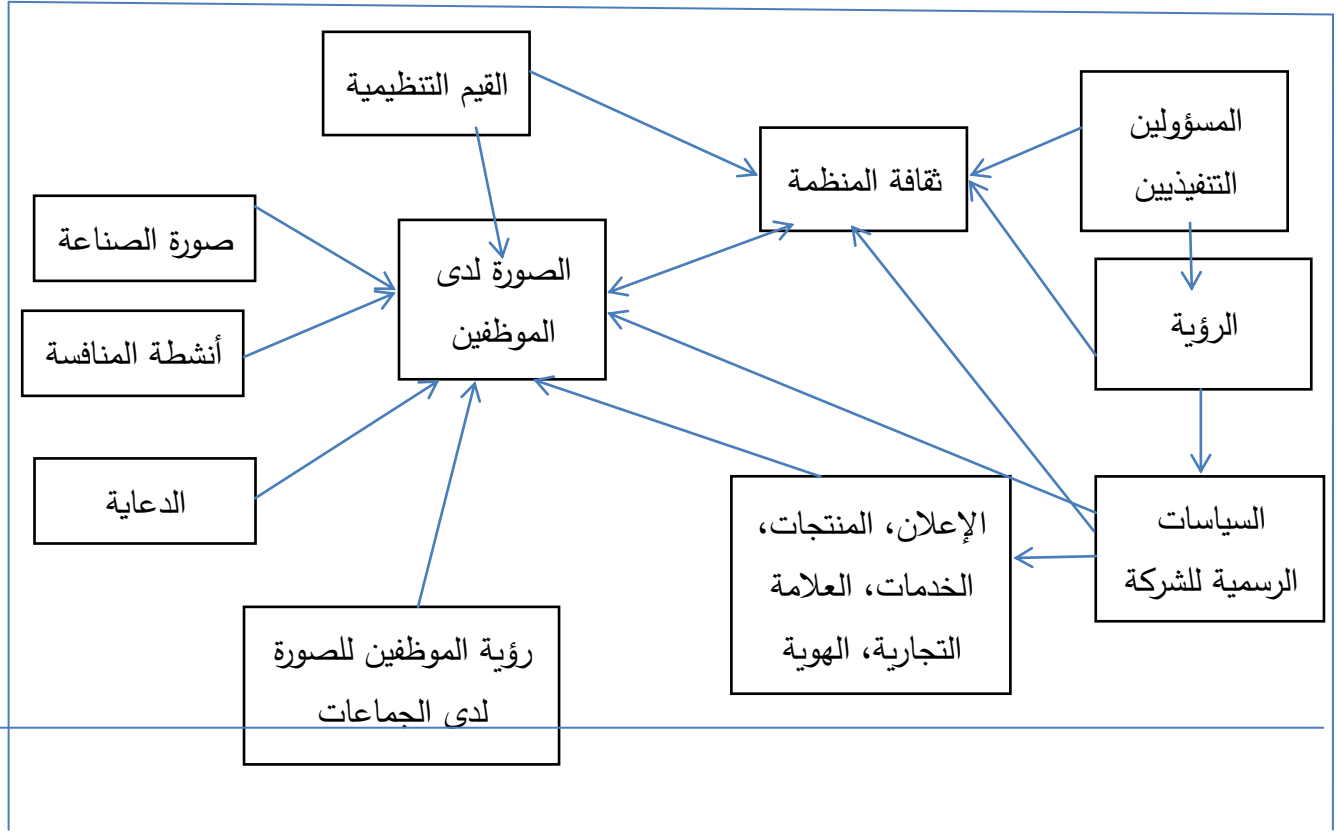 القيم التنظيمية
المسؤولين
التنفيذيين
ثقافة المنظمة
صورة الصناعة
الصورة لدى
الموظفين
الرؤية
أنشطة المنافسة
الدعاية
الإعلان، المنتجات،
الخدمات، العلامة
التجارية، الهوية
السياسات
الرسمية للشركة
رؤية الموظفين للصورة
لدى الجماعات